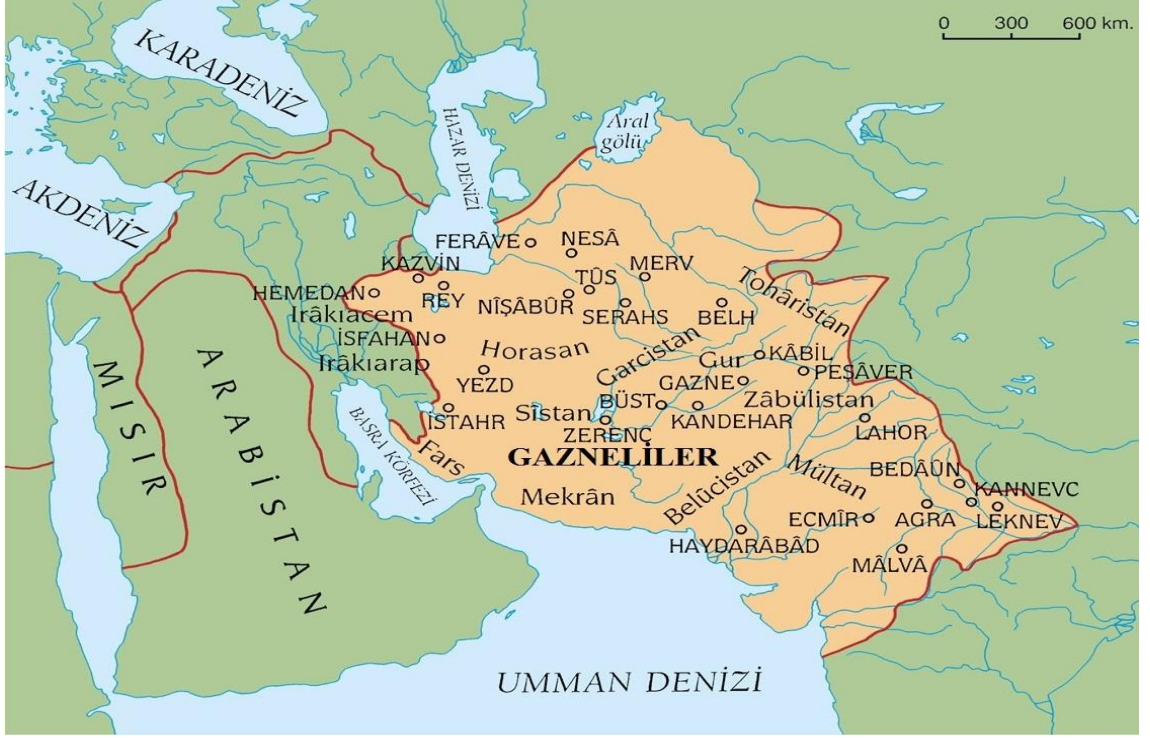 0 300 600 km.
KARADENİZ
HAZAR DENİZİ
Aral
gölü
AKDENİZ
FERÂVE
NESÂ
KAZVİN
TÛS
MERV
Tohâristan
HEMEDAN
REY
NÎŞÂBÛR
SERAHS
BELH
Irâkıacem
İSFAHAN
Horasan
Garcistan
Gur
KÂBİL
Irâkıarap
YEZD
GAZNE
PEŞÂVER
MISIR
ARABİSTAN
BASRA KÖRFEZİ
İSTAHR
Sîstan
BÜST
Zâbülistan
KANDEHAR
ZERENÇ
LAHOR
Fars
GAZNELİLER
Mekrân
Belûcistan
Mültan
BEDÂÛN
KANNEVC
ECMÎR
AGRA
LEKNEV
HAYDARÂBÂD
MÂLVÂ
UMMAN DENİZİ